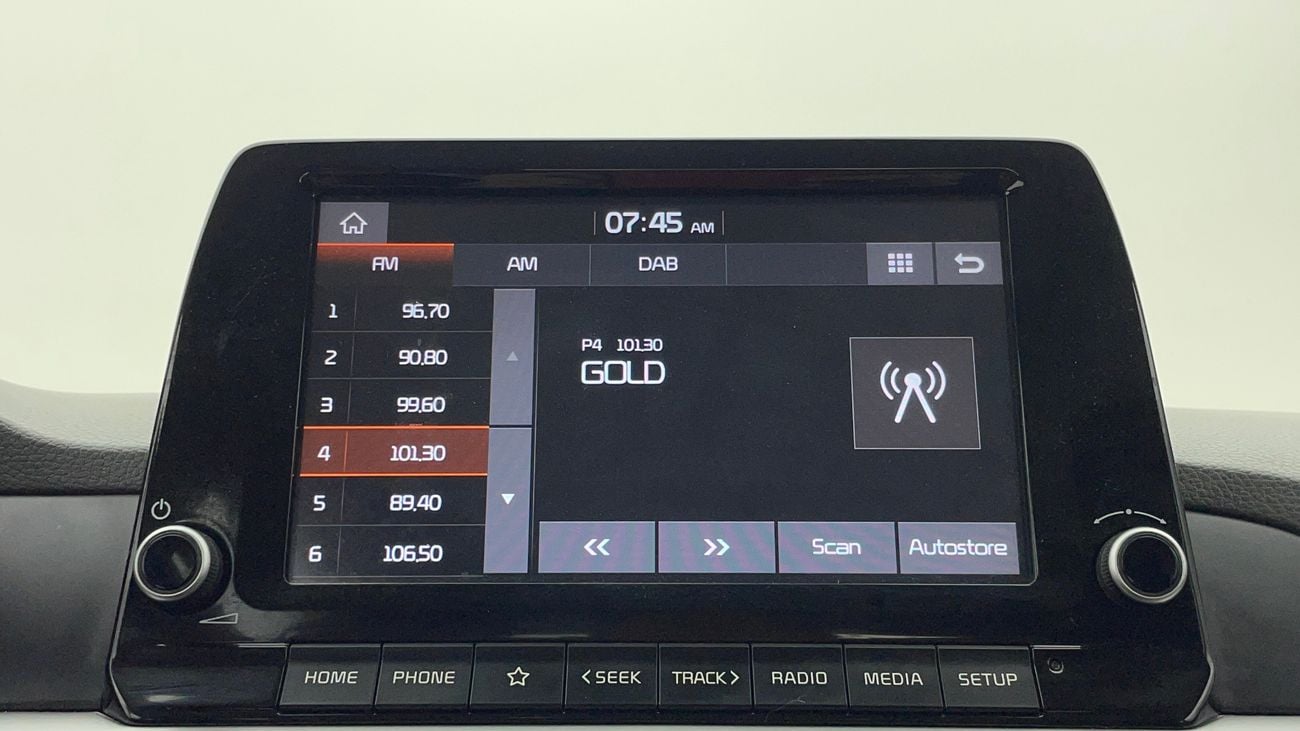 07:45 AM
FM AM DAB
1 96.70
2 90.80
3 99.60
4 101.30
5 89.40
6 106.50
P4 101.30
GOLD
Scan Autostore
HOME PHONE <SEEK TRACK> RADIO MEDIA SETUP